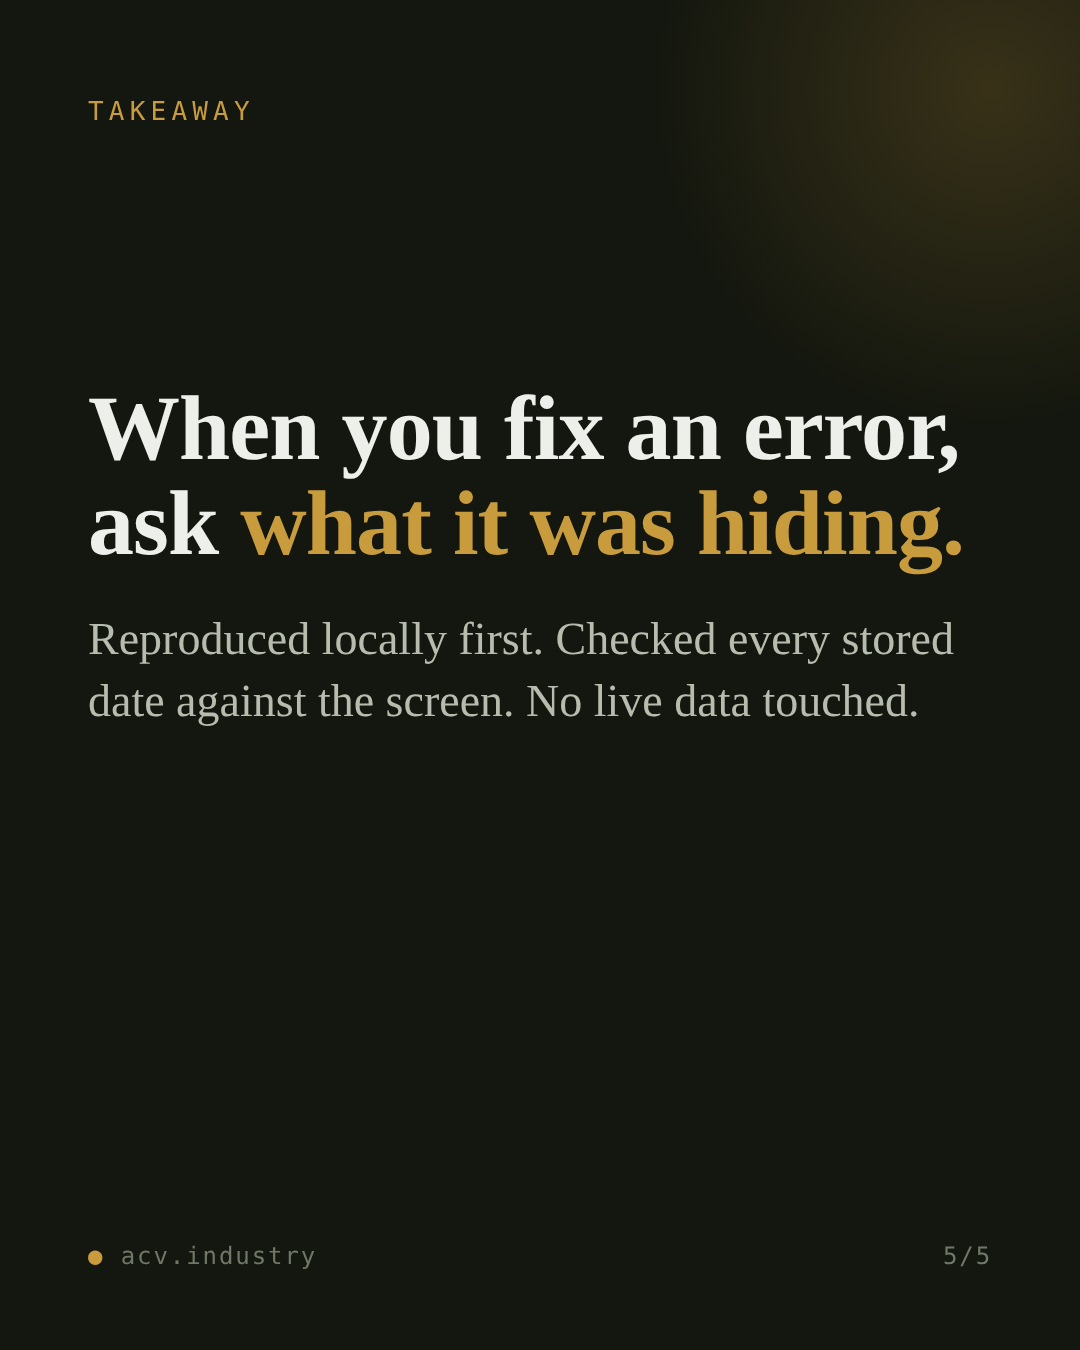 TAKEAWAY
When you fix an error,
ask what it was hiding.
Reproduced locally first. Checked every stored
date against the screen. No live data touched.
acv.industry
5/5